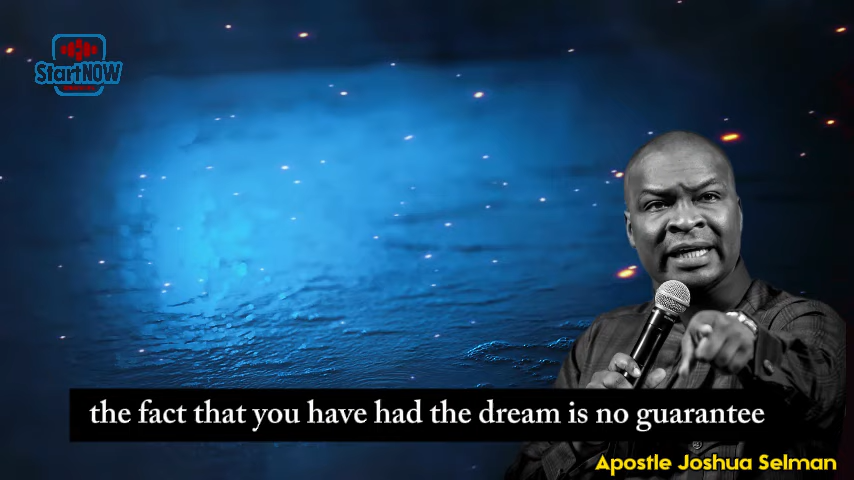 StartNOW
the fact that you have had the dream is no guarantee
Apostle Joshua Selman